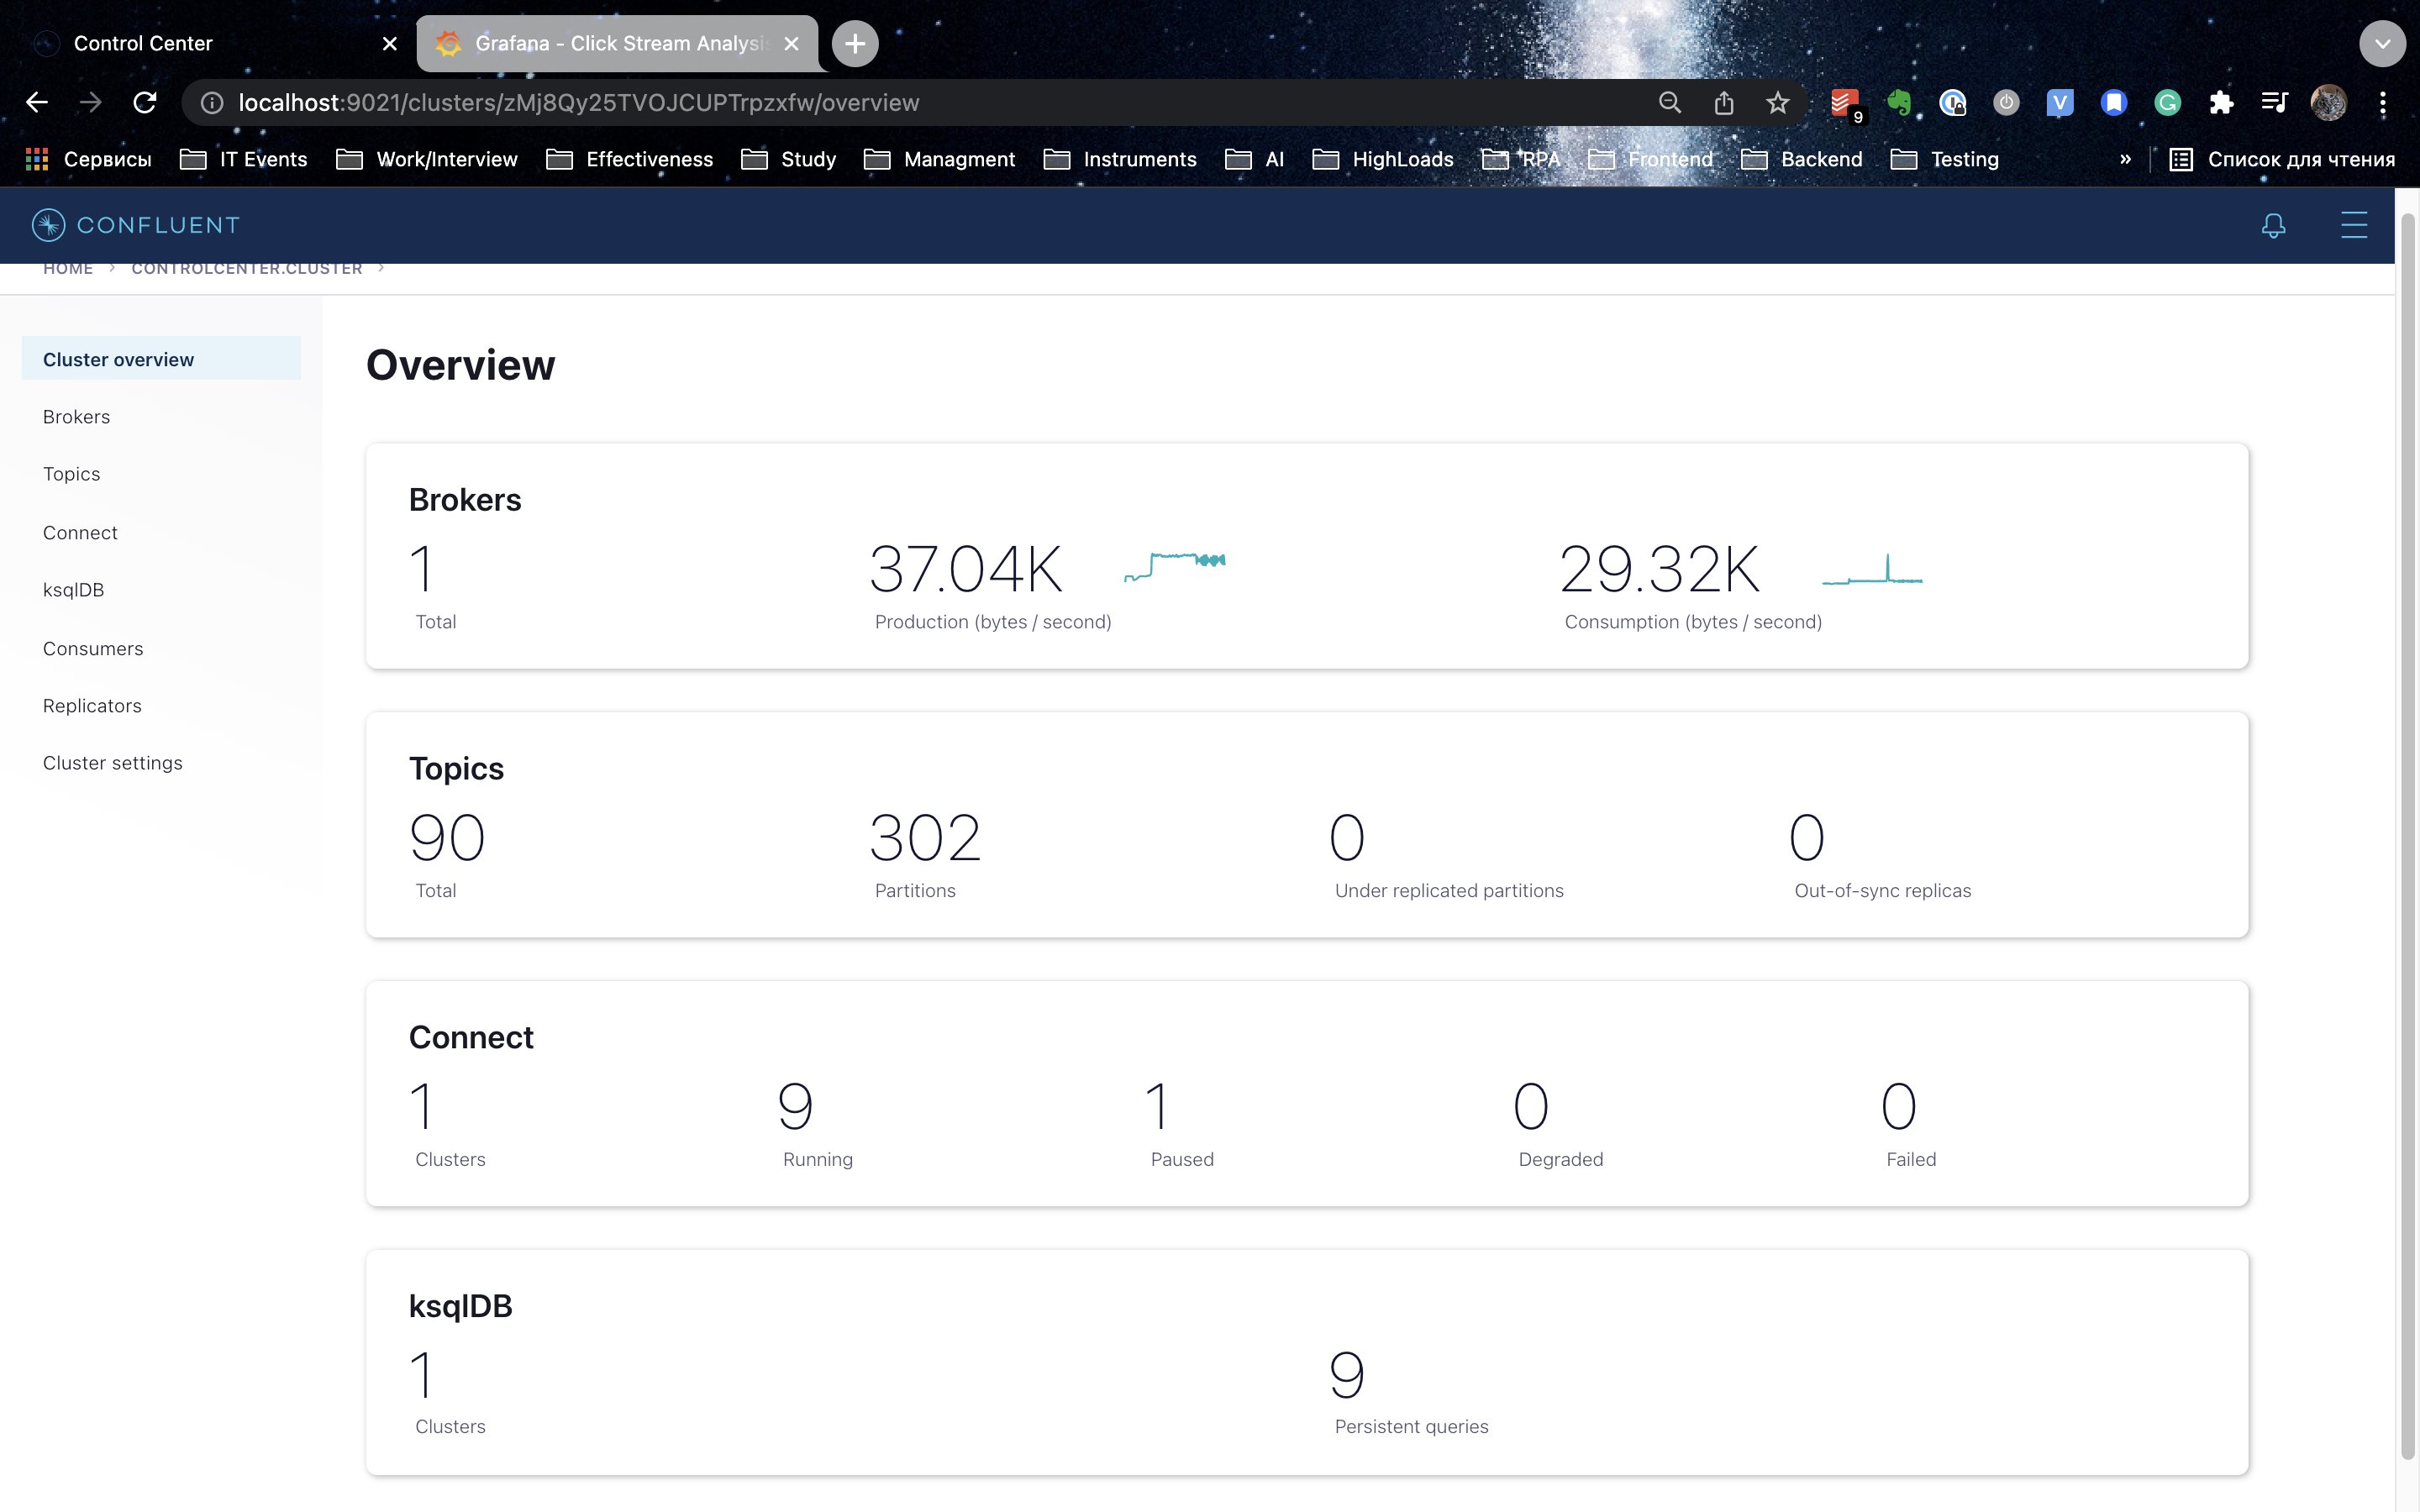 Control Center
Grafana - Click Stream Analysis
localhost:9021/clusters/zMj8Qy25TVOJCUPTrpzxfw/overview
9
Сервисы IT Events Work/Interview Effectiveness Study Managment Instruments AI HighLoads RPA Frontend Backend Testing » Список для чтения
CONFLUENT
HOME > CONTROLCENTER.CLUSTER >
Cluster overview
Brokers
Topics
Connect
ksqlDB
Consumers
Replicators
Cluster settings
Overview
Brokers
1 37.04K 29.32K
Total Production (bytes / second) Consumption (bytes / second)
Topics
90 302 0 0
Total Partitions Under replicated partitions Out-of-sync replicas
Connect
1 9 1 0 0
Clusters Running Paused Degraded Failed
ksqlDB
1 9
Clusters Persistent queries